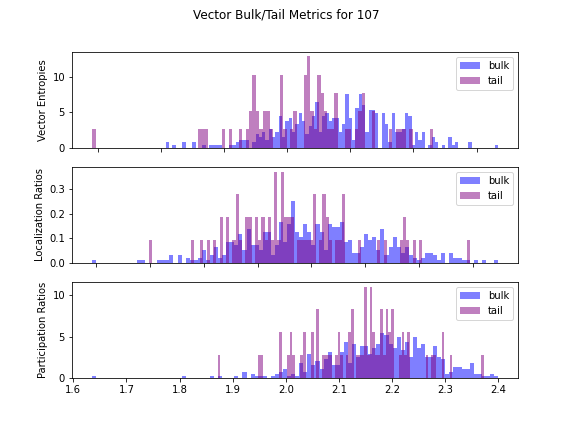 Vector Bulk/Tail Metrics for 107
10
5
0
Vector Entropies
bulk
tail
0.3
0.2
0.1
0.0
Localization Ratios
bulk
tail
10
5
0
Participation Ratios
bulk
tail
1.6 1.7 1.8 1.9 2.0 2.1 2.2 2.3 2.4